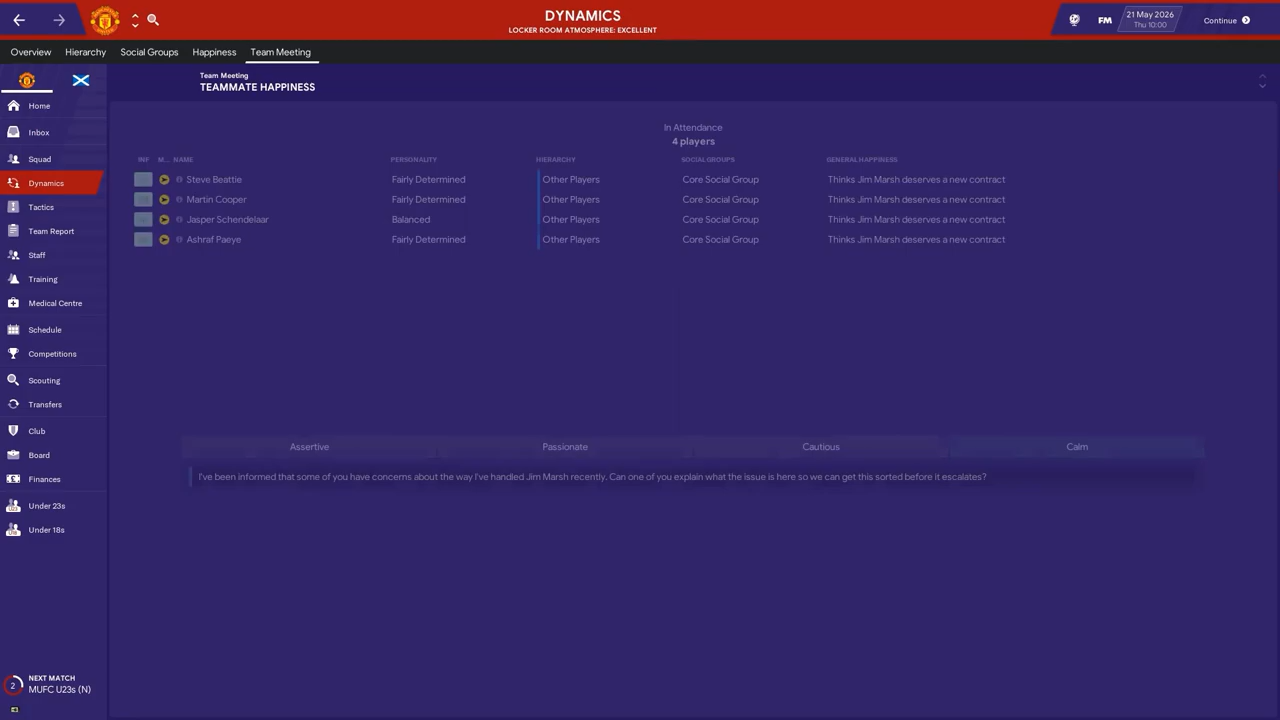 DYNAMICS
LOCKER ROOM ATMOSPHERE: EXCELLENT
FM
21 May 2026
Thu 10:00
Continue
Overview Hierarchy Social Groups Happiness Team Meeting
Team Meeting
TEAMMATE HAPPINESS
Home
Inbox
Squad
Dynamics
Tactics
Team Report
Staff
Training
Medical Centre
Schedule
Competitions
Scouting
Transfers
Club
Board
Finances
Under 23s
Under 18s
In Attendance
4 players
INF M... NAME PERSONALITY HIERARCHY SOCIAL GROUPS GENERAL HAPPINESS
Steve Beattie Fairly Determined Other Players Core Social Group Thinks Jim Marsh deserves a new contract
Martin Cooper Fairly Determined Other Players Core Social Group Thinks Jim Marsh deserves a new contract
Jasper Schendelaar Balanced Other Players Core Social Group Thinks Jim Marsh deserves a new contract
Ashraf Paeye Fairly Determined Other Players Core Social Group Thinks Jim Marsh deserves a new contract
Assertive Passionate Cautious Calm
I've been informed that some of you have concerns about the way I've handled Jim Marsh recently. Can one of you explain what the issue is here so we can get this sorted before it escalates?
2
NEXT MATCH
MUFC U23s (N)